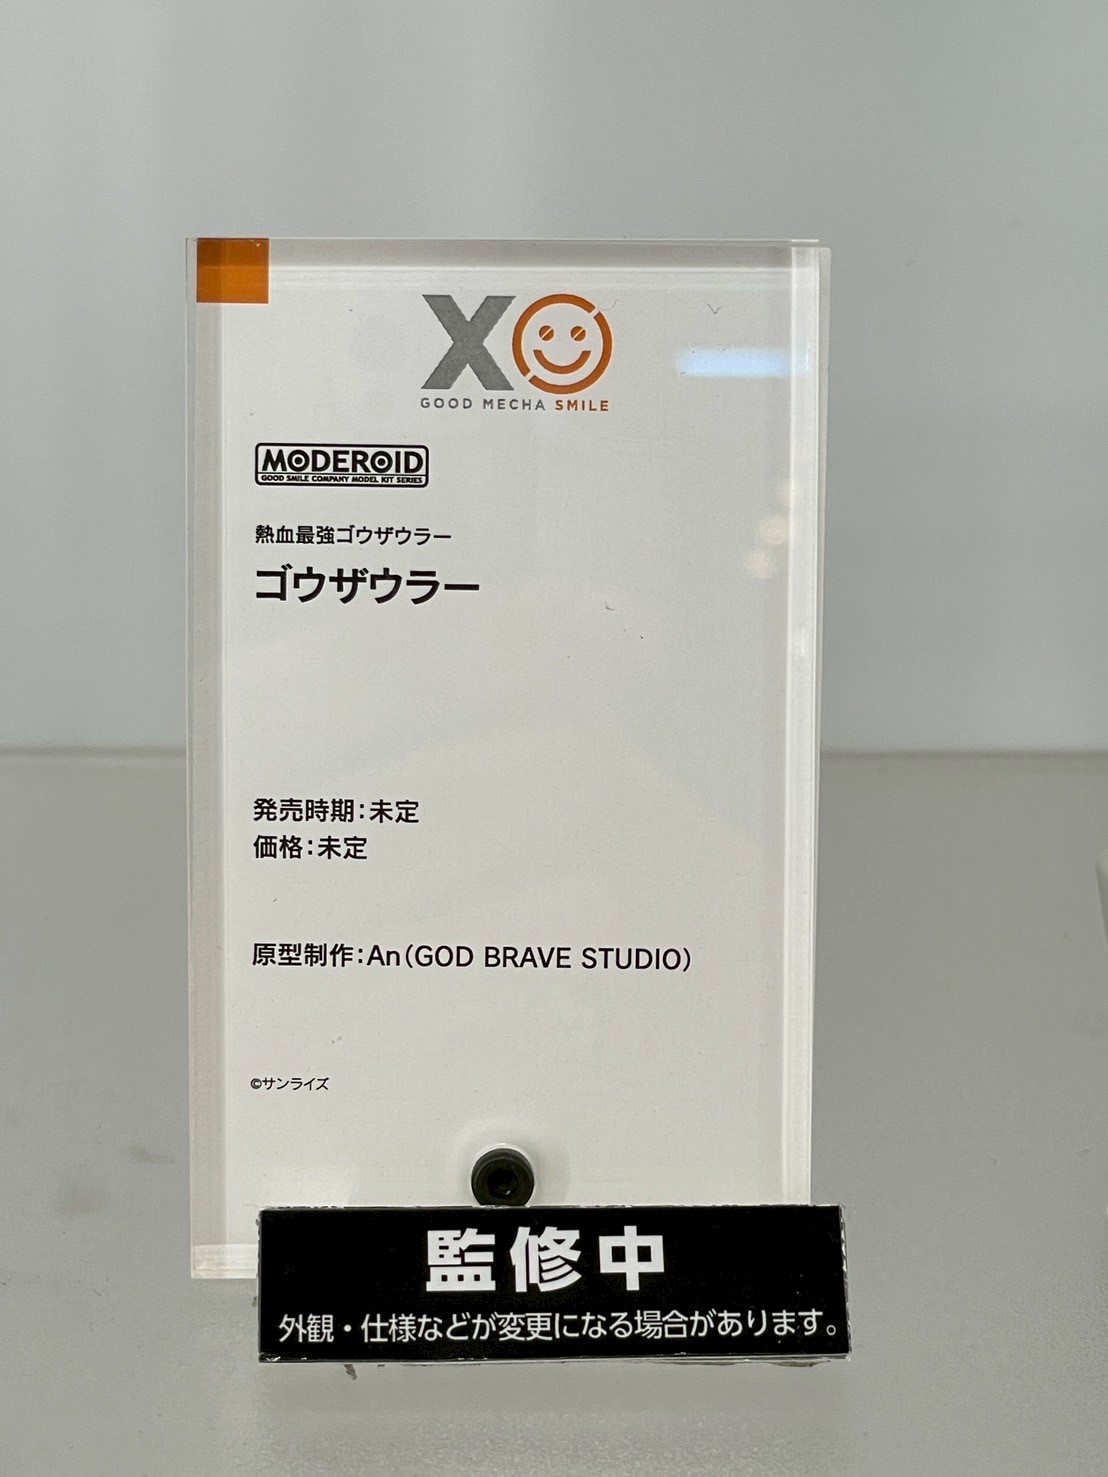 XO
GOOD MECHA SMILE
MODEROID
GOOD SMILE COMPANY MODEL KIT SERIES
熱血最強ゴウザウラー
ゴウザウラー
発売時期：未定
価格：未定
原型制作：An（GOD BRAVE STUDIO）
©サンライズ
監修中
外観・仕様などが変更になる場合があります。